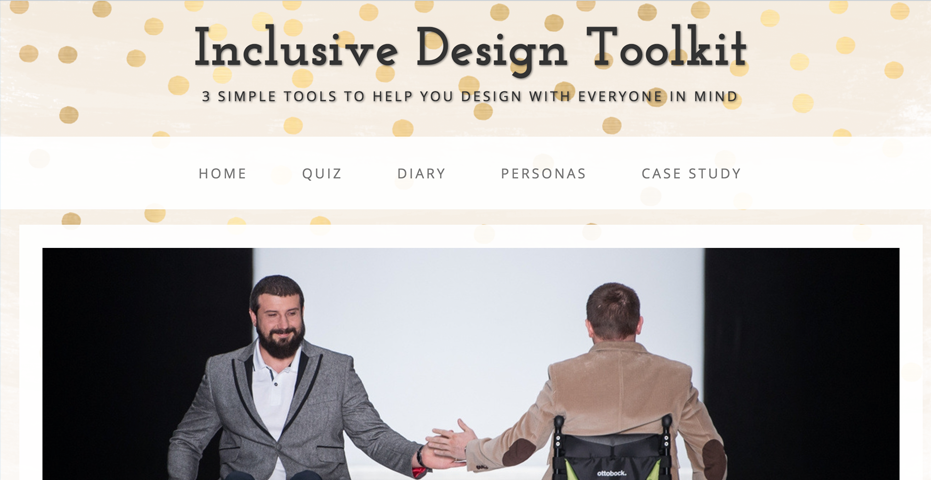 Inclusive Design Toolkit
3 SIMPLE TOOLS TO HELP YOU DESIGN WITH EVERYONE IN MIND
HOME QUIZ DIARY PERSONAS CASE STUDY
ottobock.